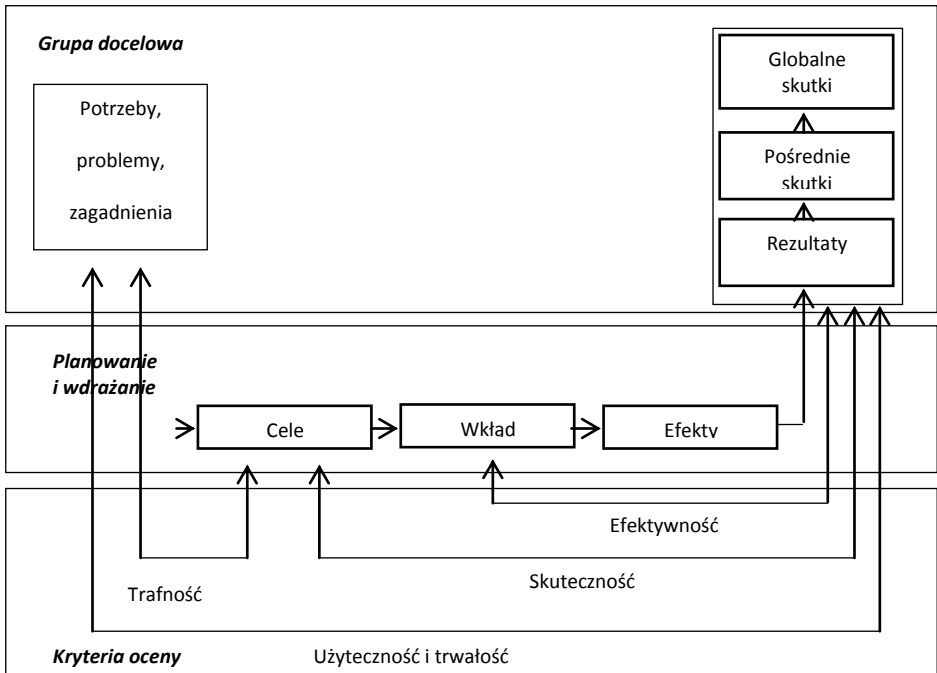 Grupa docelowa
Potrzeby,
problemy,
zagadnienia
Globalne
skutki
Pośrednie
skutki
Rezultaty
Planowanie
i wdrażanie
Cele
Wkład
Efekty
Efektywność
Skuteczność
Trafność
Kryteria oceny
Użyteczność i trwałość